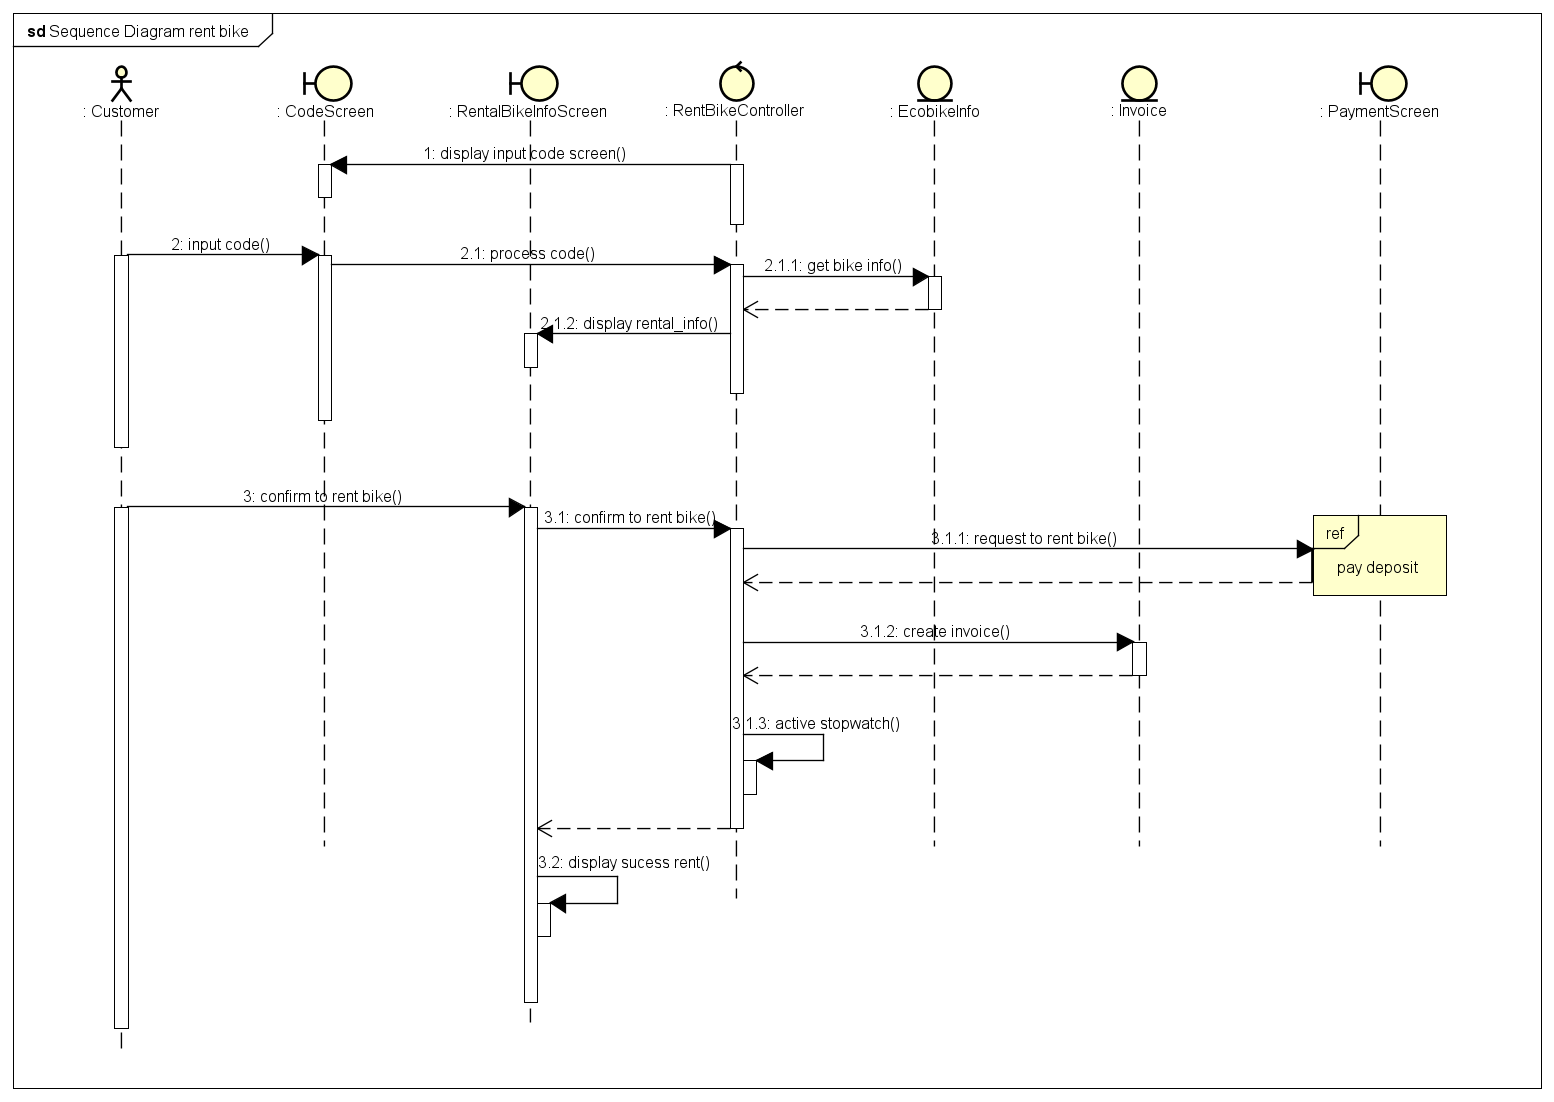 sd Sequence Diagram rent bike
: Customer
: CodeScreen
: RentalBikeInfoScreen
: RentBikeController
: EcobikeInfo
: Invoice
: PaymentScreen
1: display input code screen()
2: input code()
2.1: process code()
2.1.1: get bike info()
2.1.2: display rental_info()
3: confirm to rent bike()
3.1: confirm to rent bike()
3.1.1: request to rent bike()
ref
pay deposit
3.1.2: create invoice()
3.1.3: active stopwatch()
3.2: display sucess rent()